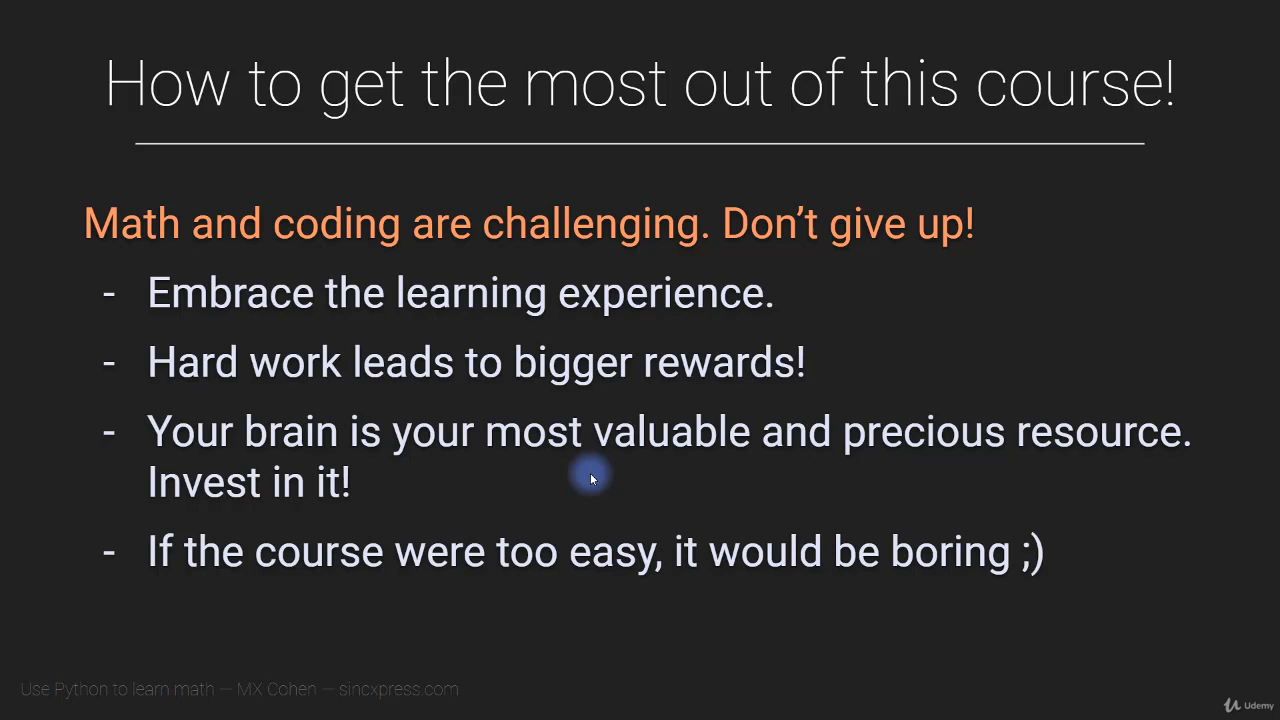 How to get the most out of this course!
Math and coding are challenging. Don’t give up!
- Embrace the learning experience.
- Hard work leads to bigger rewards!
- Your brain is your most valuable and precious resource.
Invest in it!
- If the course were too easy, it would be boring ;)
Use Python to learn math — MX Cohen — sincxpress.com
Udemy